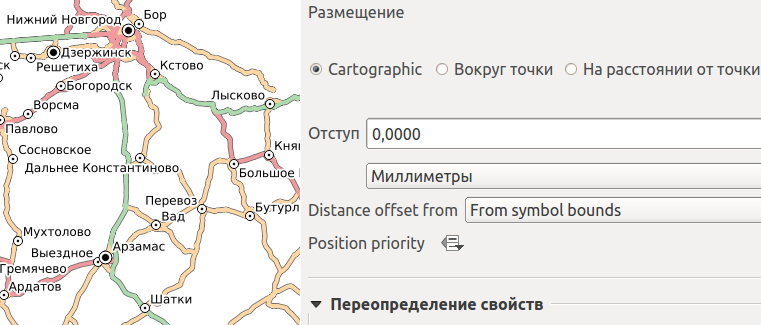 Нижний Новгород
Бор
Дзержинск
Решетиха
Кстово
Богородск
Лысково
Ворсма
Павлово
Сосновское
Княг
Дальнее Константиново
Большое
Перевоз
Бутурл
Вад
Мухтолово
Выездное
Арзамас
Гремячево
Ардатов
Шатки
Размещение
Cartographic Вокруг точки На расстоянии от точки
Отступ 0,0000
Миллиметры
Distance offset from From symbol bounds
Position priority
Переопределение свойств